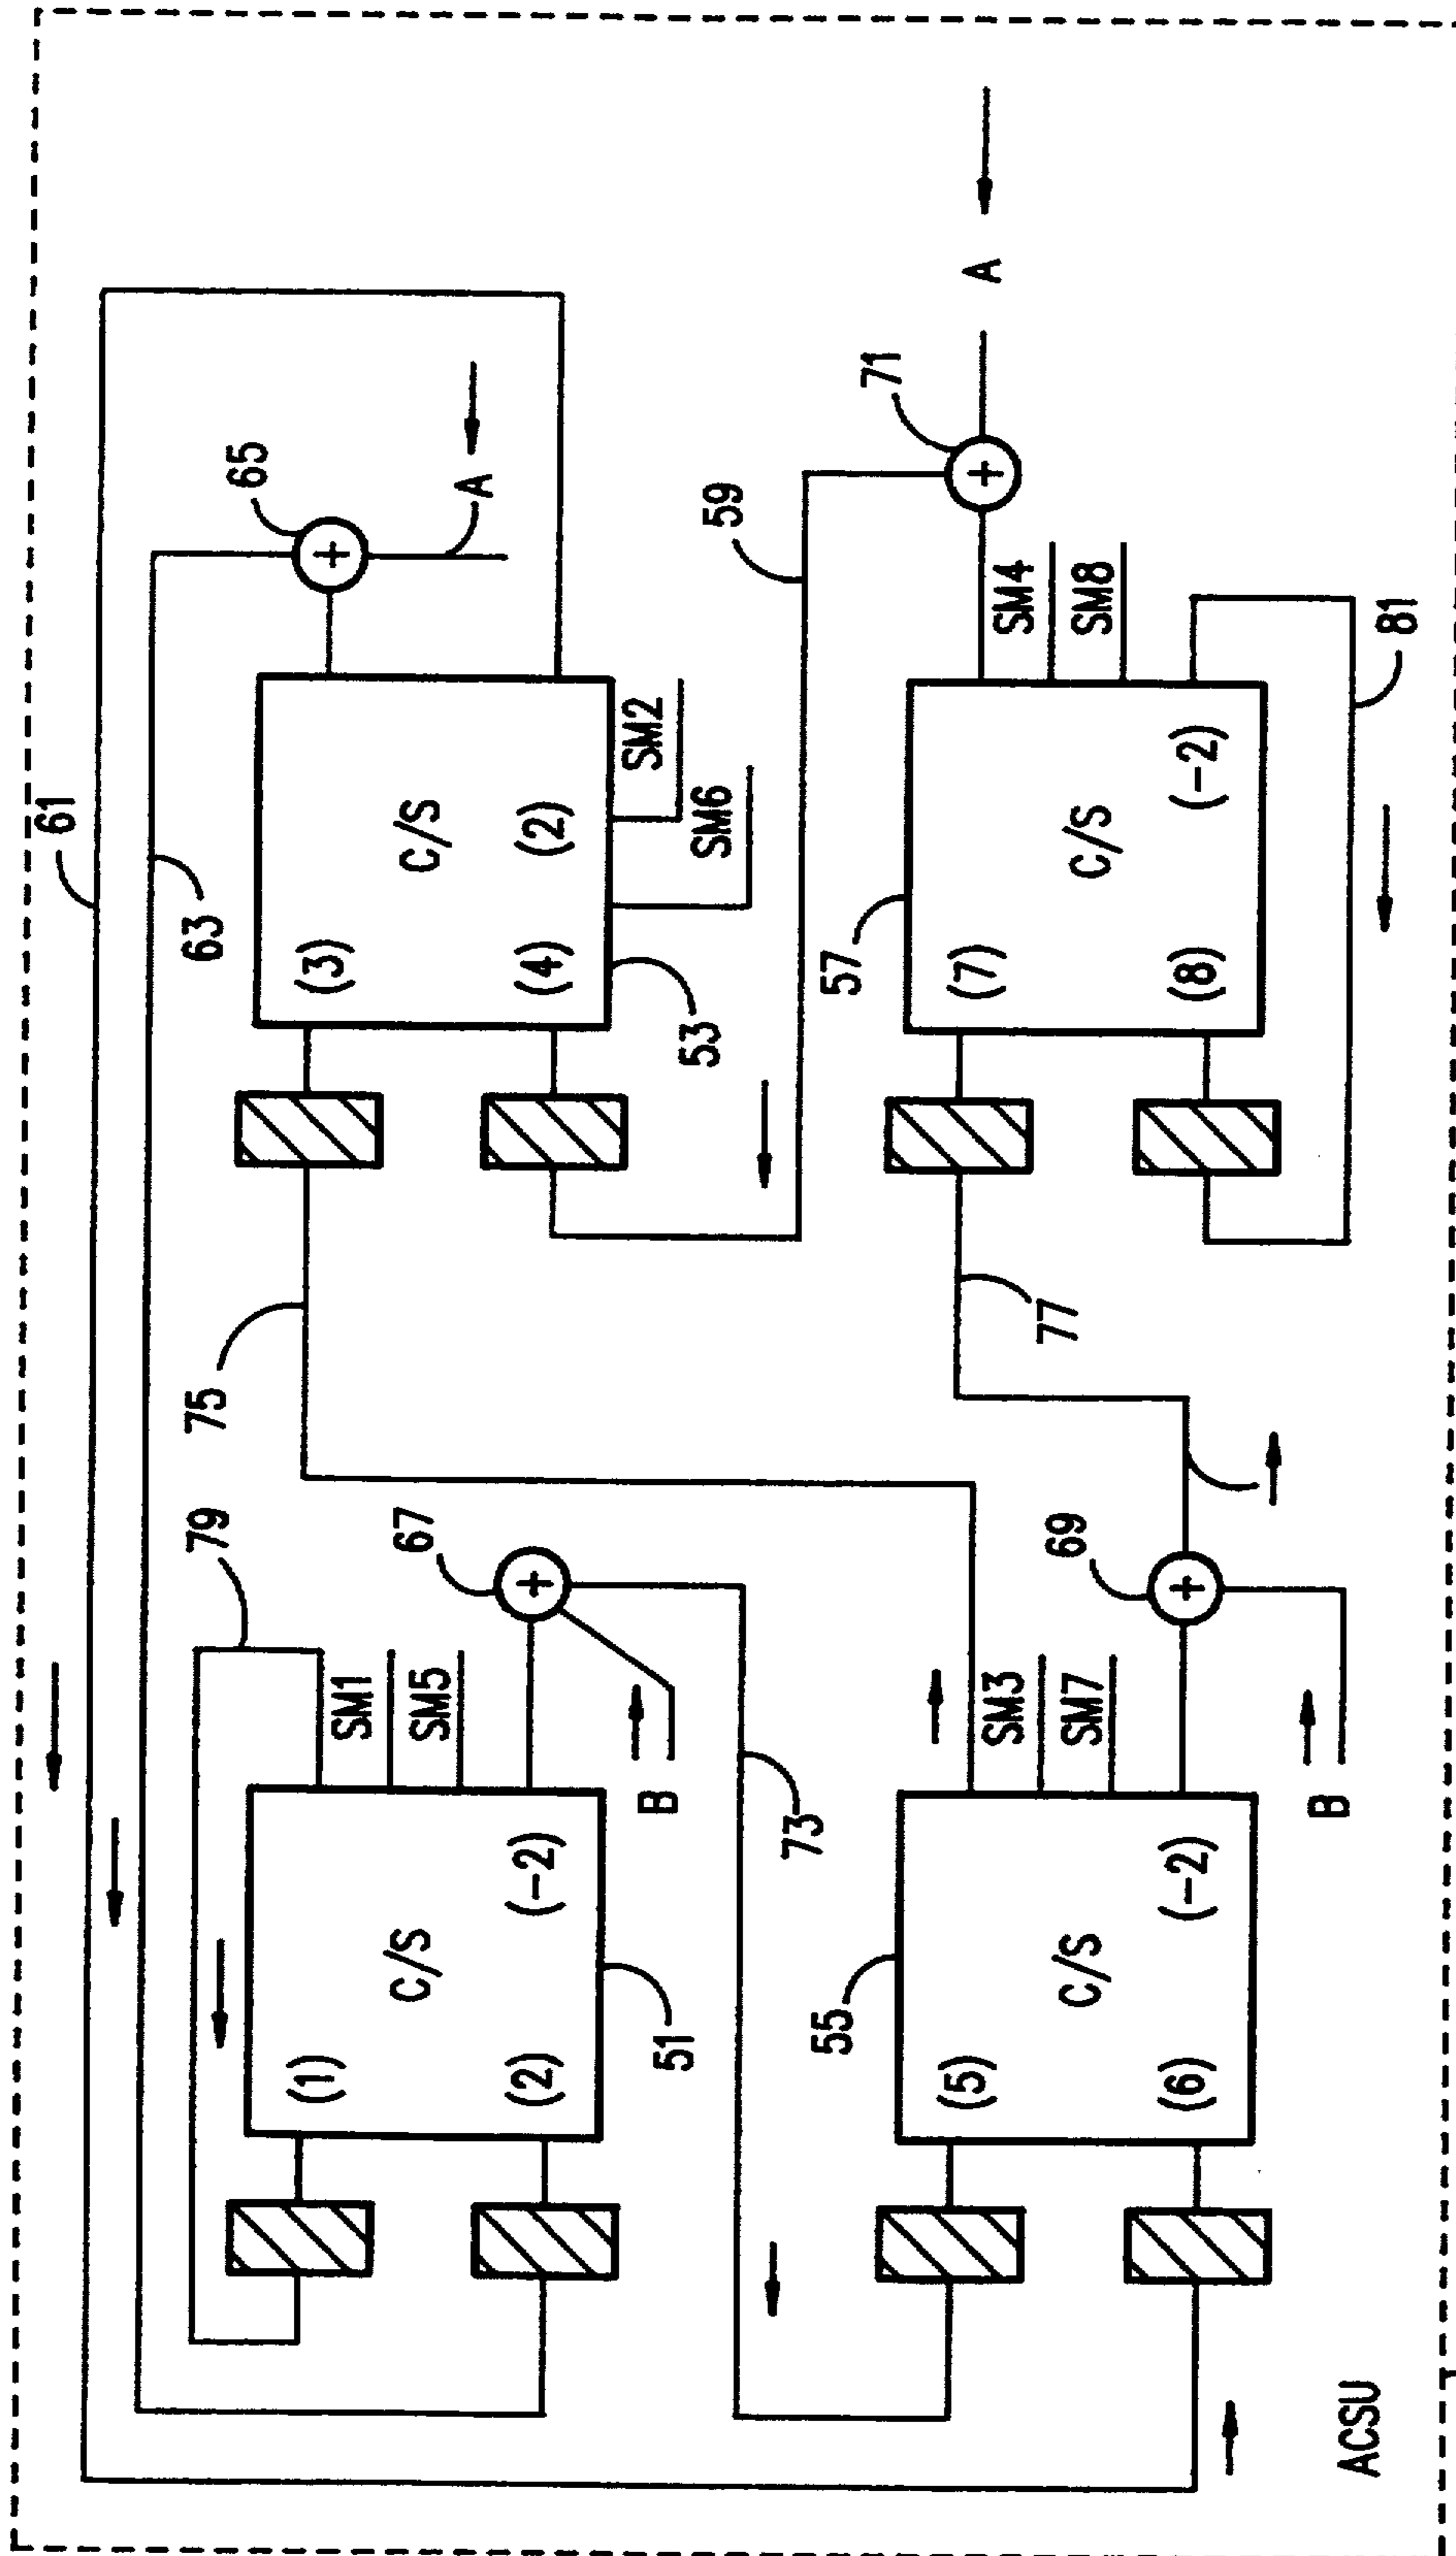 61
79
75
63
65
(1)
(3)
SM1
C/S
SM5
67
C/S
A
(2)
(-2)
(4)
(2)
B
SM2
51
53
SM6
59
73
55
57
71
(5)
(7)
A
SM3
SM4
C/S
SM7
69
77
C/S
SM8
(6)
(-2)
(8)
(-2)
B
81
ACSU